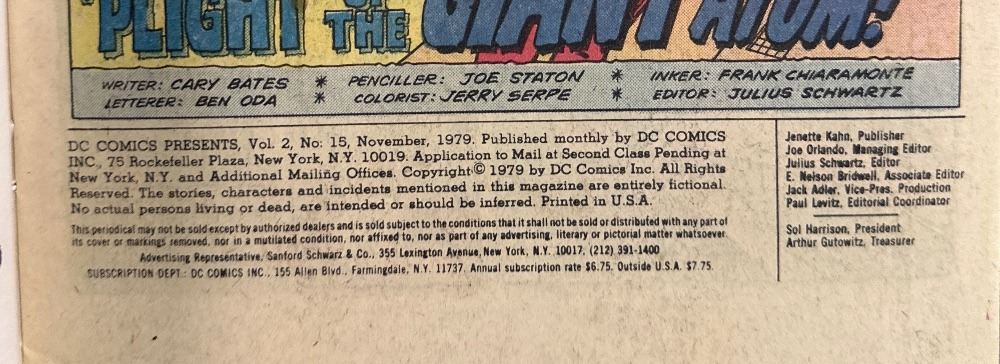 "PLIGHT OF THE GIANT ATOM!"
WRITER: CARY BATES * PENCILLER: JOE STATON * INKER: FRANK CHIARAMONTE
LETTERER: BEN ODA * COLORIST: JERRY SERPE * EDITOR: JULIUS SCHWARTZ
DC COMICS PRESENTS, Vol. 2, No: 15, November, 1979. Published monthly by DC COMICS
INC., 75 Rockefeller Plaza, New York, N.Y. 10019. Application to Mail at Second Class Pending at
New York, N.Y. and Additional Mailing Offices. Copyright © 1979 by DC Comics Inc. All Rights
Reserved. The stories, characters and incidents mentioned in this magazine are entirely fictional.
No actual persons living or dead, are intended or should be inferred. Printed in U.S.A.
This periodical may not be sold except by authorized dealers and is sold subject to the conditions that it shall not be sold or distributed with any part of
its cover or markings removed, nor in a mutilated condition, nor affixed to, nor as part of any advertising, literary or pictorial matter whatsoever.
Advertising Representative, Sanford Schwarz & Co., 355 Lexington Avenue, New York, N.Y. 10017, (212) 391-1400
SUBSCRIPTION DEPT.: DC COMICS INC., 155 Allen Blvd., Farmingdale, N.Y. 11737. Annual subscription rate $6.75. Outside U.S.A. $7.75.
Jenette Kahn, Publisher
Joe Orlando, Managing Editor
Julius Schwartz, Editor
E. Nelson Bridwell, Associate Editor
Jack Adler, Vice-Pres. Production
Paul Levitz, Editorial Coordinator
Sol Harrison, President
Arthur Gutowitz, Treasurer